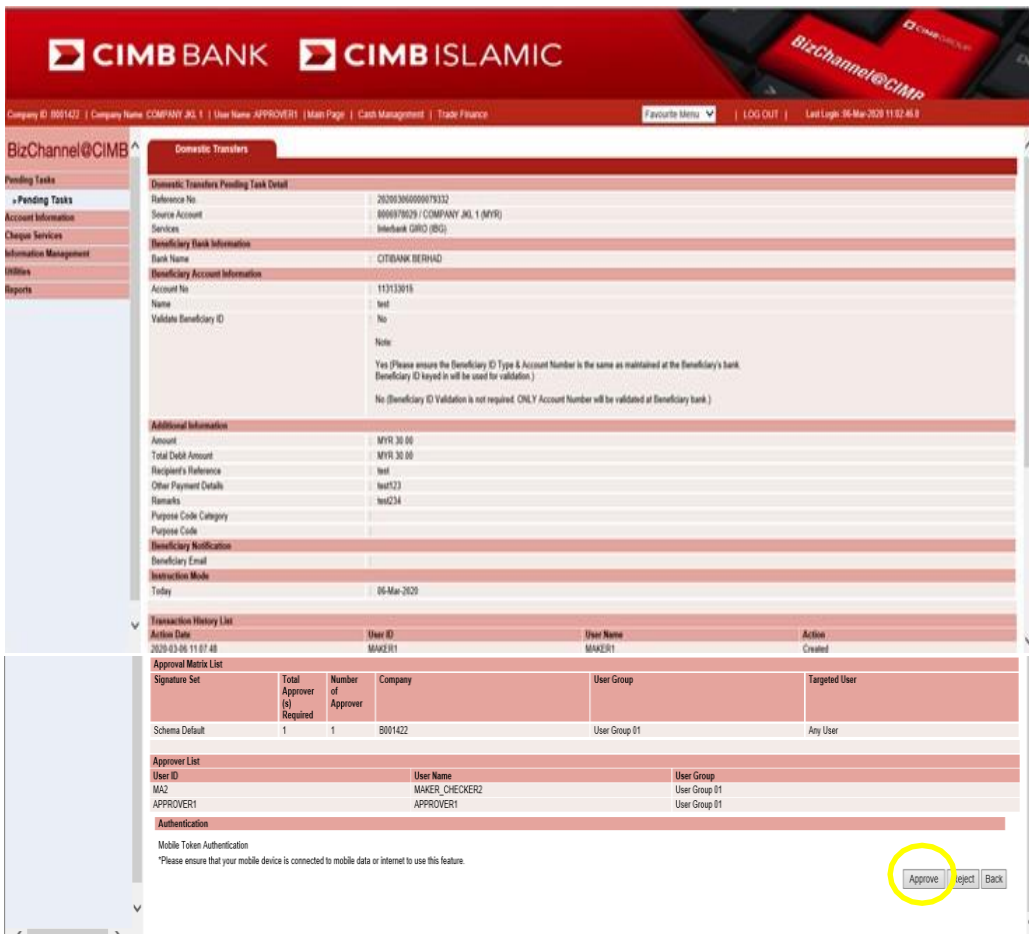 CIMB BANK CIMB ISLAMIC
BizChannel@CIMB
Company ID :B001422 | Company Name :COMPANY JKL 1 | User Name :APPROVER1 | Main Page | Cash Management | Trade Finance Favourite Menu | LOG OUT | Last Login :06-Mar-2020 11:02:46.0
BizChannel@CIMB
Pending Tasks
Pending Tasks
Account Information
Cheque Services
Information Management
Utilities
Reports
Domestic Transfers
Domestic Transfers Pending Task Detail
Reference No. : 202003060000079332
Source Account : 8006978029 / COMPANY JKL 1 (MYR)
Services : Interbank GIRO (IBG)
Beneficiary Bank Information
Bank Name : CITIBANK BERHAD
Beneficiary Account Information
Account No : 113133015
Name : test
Validate Beneficiary ID : No
Note:
Yes (Please ensure the Beneficiary ID Type & Account Number is the same as maintained at the Beneficiary's bank.
Beneficiary ID keyed in will be used for validation.)
No (Beneficiary ID Validation is not required. ONLY Account Number will be validated at Beneficiary bank.)
Additional Information
Amount : MYR 30.00
Total Debit Amount : MYR 30.00
Recipient's Reference : test
Other Payment Details : test123
Remarks : test234
Purpose Code Category :
Purpose Code :
Beneficiary Notification
Beneficiary Email :
Instruction Mode
Today : 06-Mar-2020
Transaction History List
Action Date User ID User Name Action
2020-03-06 11:07:48 MAKER1 MAKER1 Created
Approval Matrix List
Signature Set Total Approver (s) Required Number of Approver Company User Group Targeted User
Schema Default 1 1 B001422 User Group 01 Any User
Approver List
User ID User Name User Group
MA2 MAKER_CHECKER2 User Group 01
APPROVER1 APPROVER1 User Group 01
Authentication
Mobile Token Authentication
*Please ensure that your mobile device is connected to mobile data or internet to use this feature.
Approve Reject Back